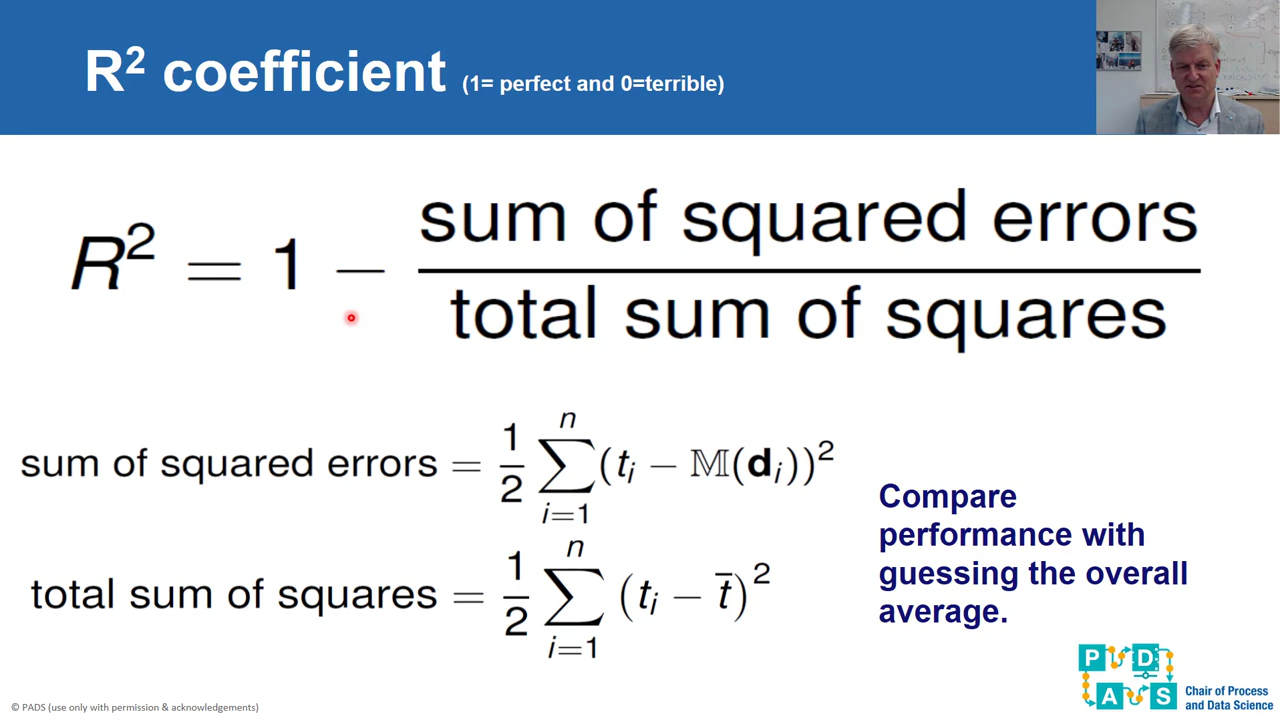 R² coefficient (1= perfect and 0=terrible)
R² = 1 − sum of squared errors / total sum of squares
sum of squared errors = 1/2 ∑_{i=1}^{n} (t_i − 𝕄(𝐝_i))²
total sum of squares = 1/2 ∑_{i=1}^{n} (t_i − t̄)²
Compare
performance with
guessing the overall
average.
P D
A S
Chair of Process
and Data Science
© PADS (use only with permission & acknowledgements)